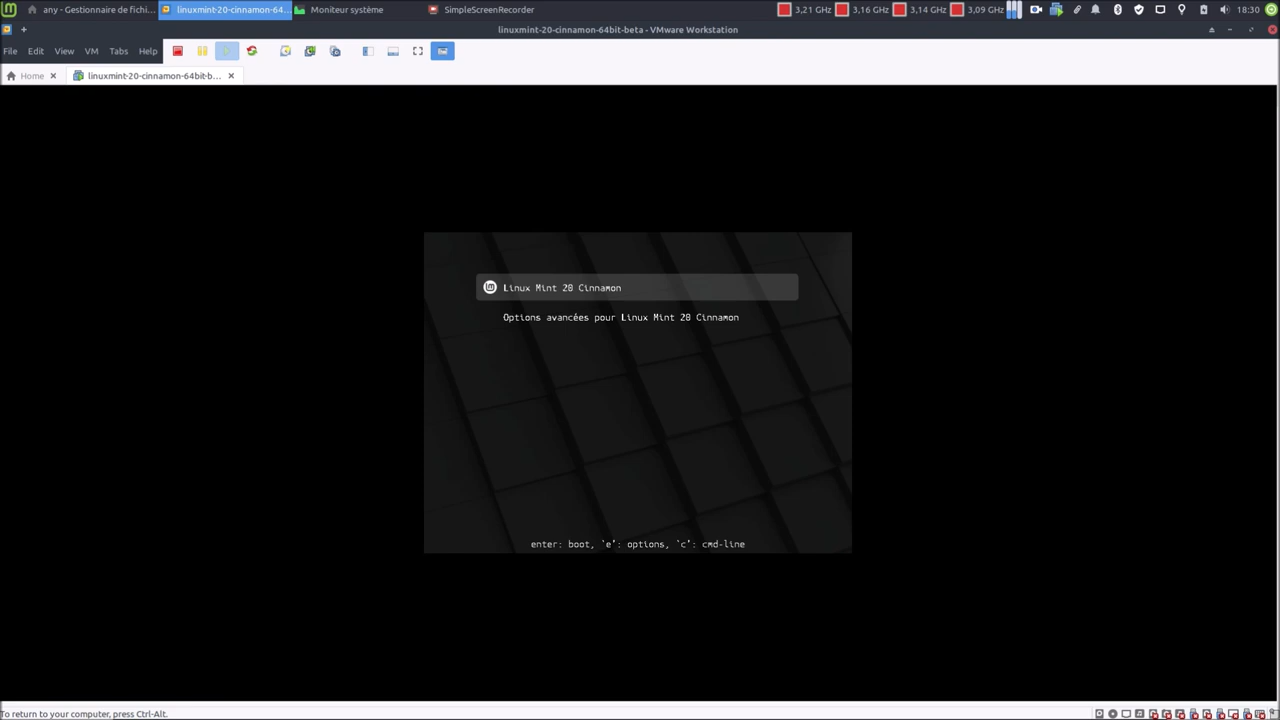 any - Gestionnaire de fichi...
linuxmint-20-cinnamon-64...
Moniteur système
SimpleScreenRecorder
3,21 GHz
3,16 GHz
3,14 GHz
3,09 GHz
18:30
linuxmint-20-cinnamon-64bit-beta - VMware Workstation
File Edit View VM Tabs Help
Home
linuxmint-20-cinnamon-64bit-b...
Linux Mint 20 Cinnamon
Options avancées pour Linux Mint 20 Cinnamon
enter: boot, `e': options, `c': cmd-line
To return to your computer, press Ctrl-Alt.